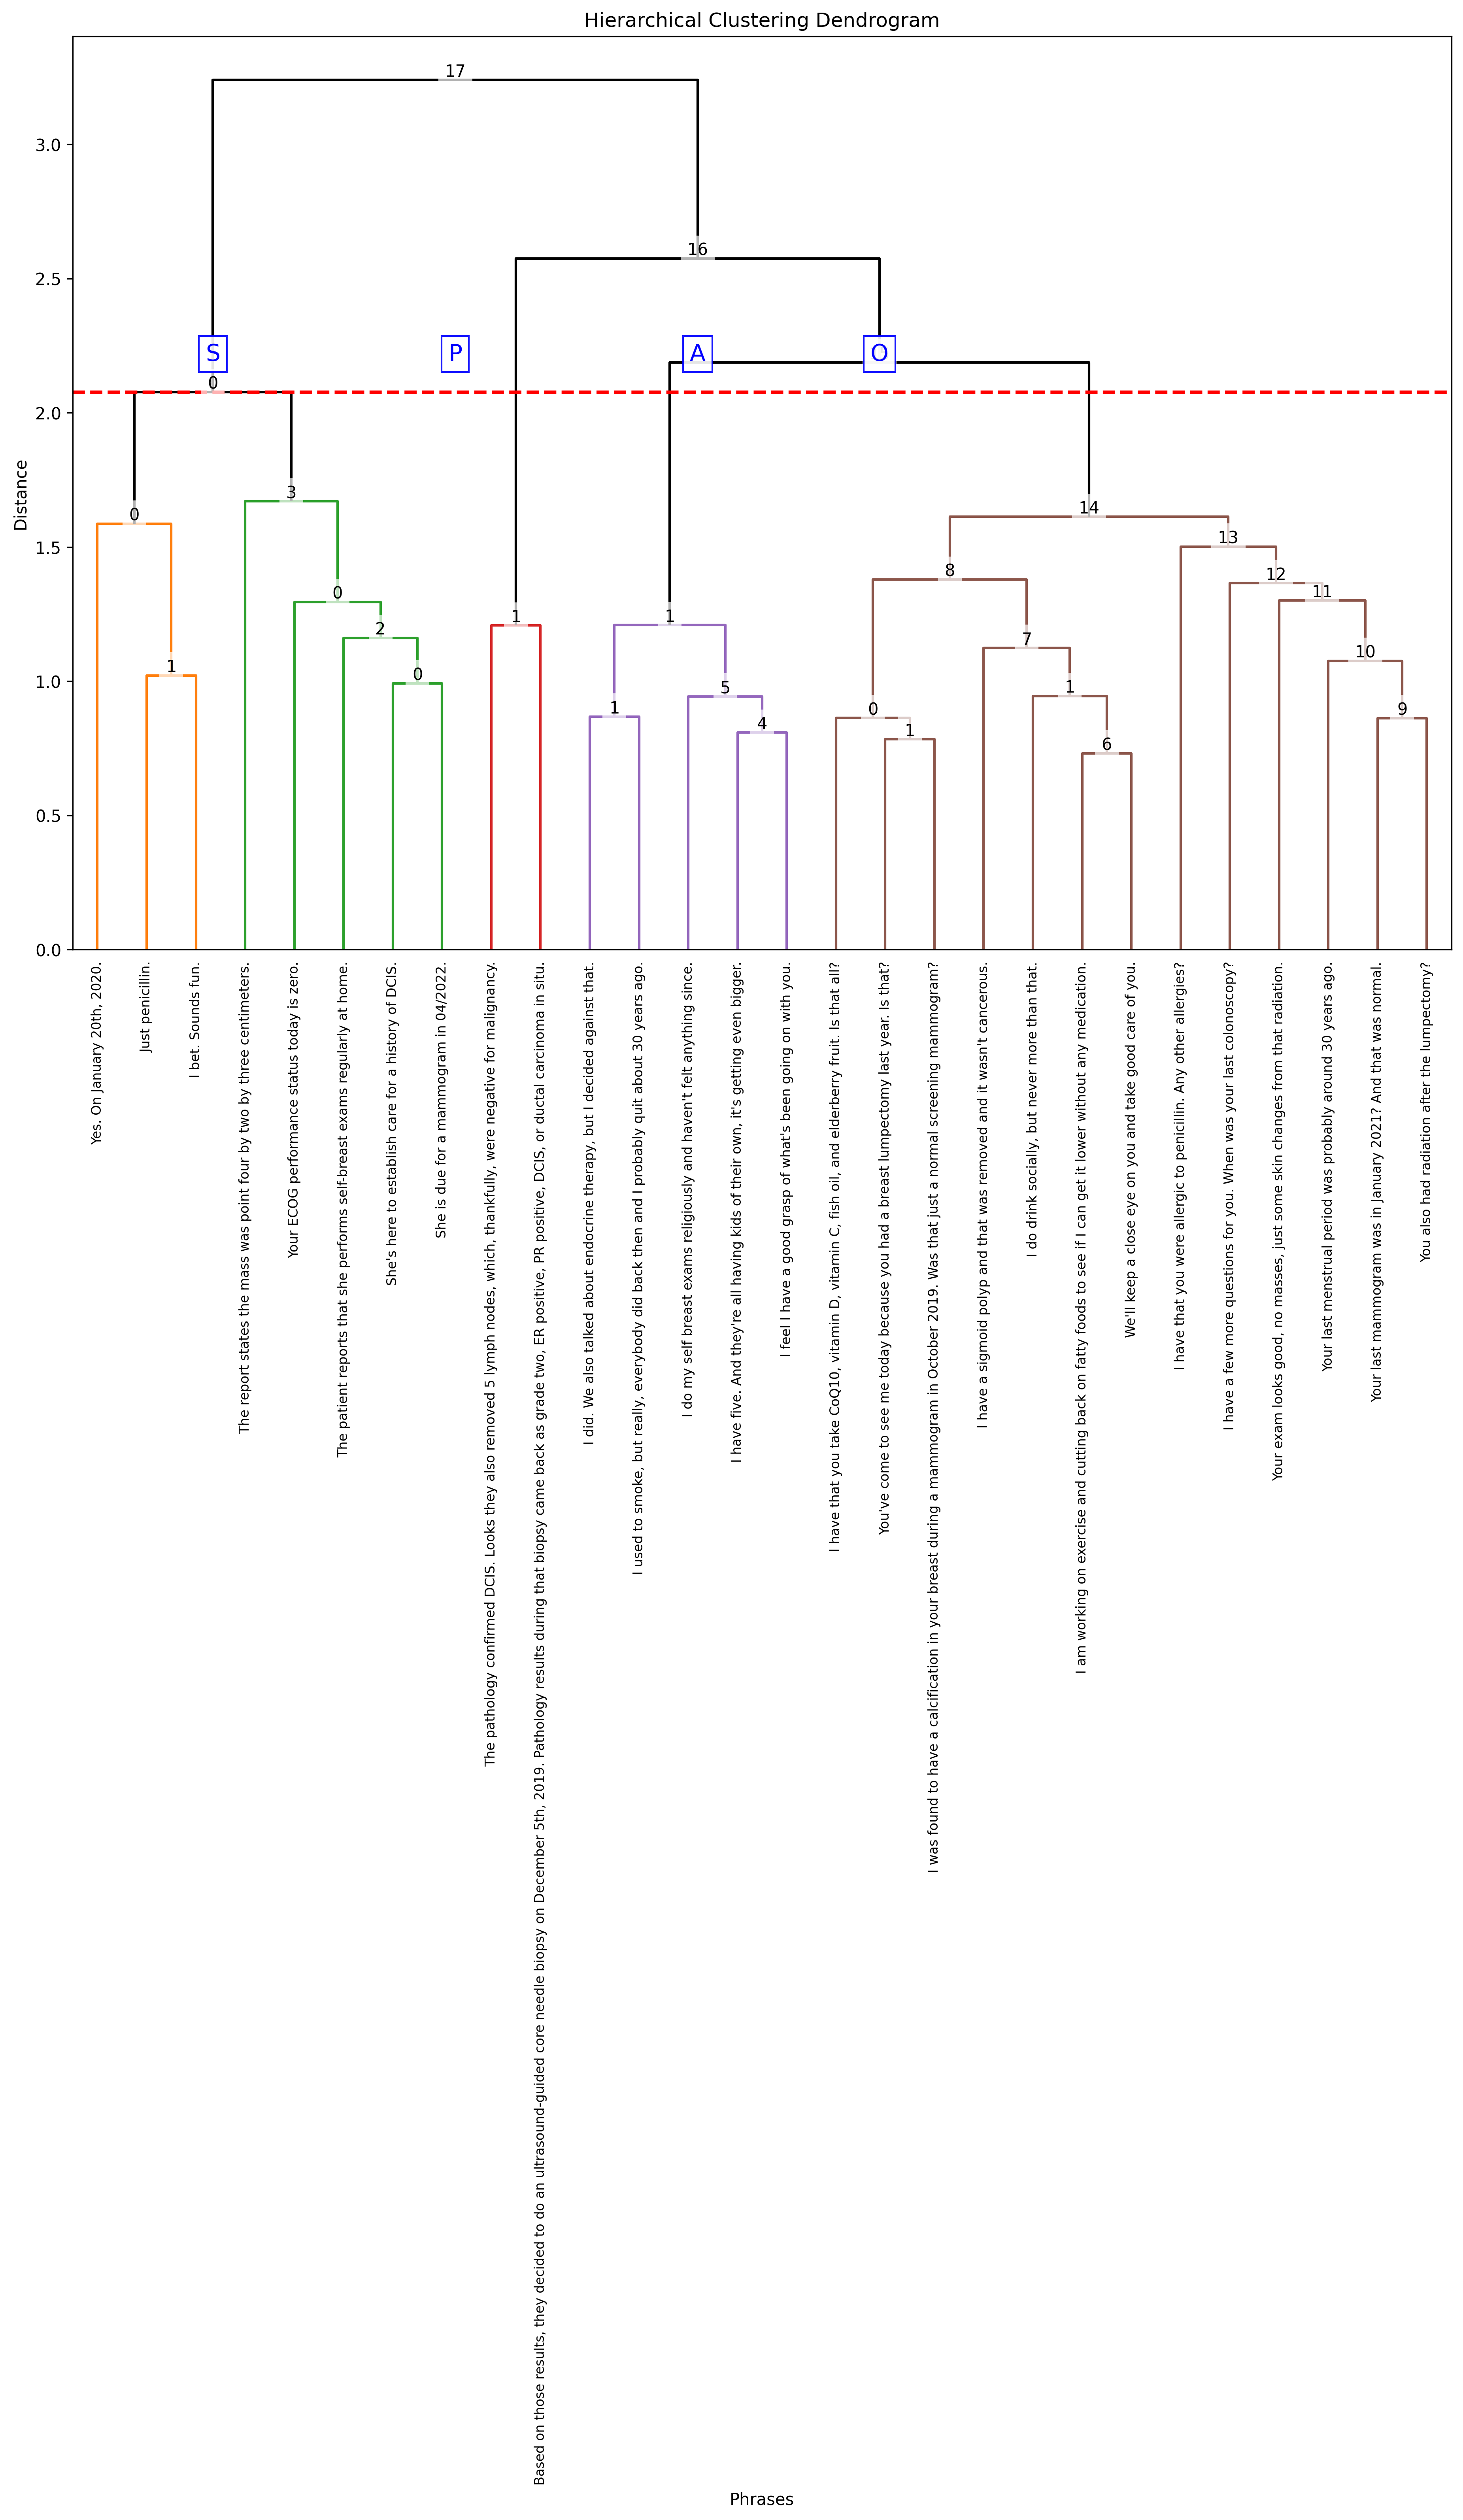 Hierarchical Clustering Dendrogram
17
3.0
16
2.5
S
P
A
O
0
2.0
Distance
3
0
14
13
1.5
8
12
11
0
1
1
2
7
10
1
0
1
1.0
5
1
0
9
4
1
6
0.5
0.0
Yes. On January 20th, 2020.
Just penicillin.
I bet. Sounds fun.
The report states the mass was point four by two by three centimeters.
Your ECOG performance status today is zero.
The patient reports that she performs self-breast exams regularly at home.
She's here to establish care for a history of DCIS.
She is due for a mammogram in 04/2022.
The pathology confirmed DCIS. Looks they also removed 5 lymph nodes, which, thankfully, were negative for malignancy.
Based on those results, they decided to do an ultrasound-guided core needle biopsy on December 5th, 2019. Pathology results during that biopsy came back as grade two, ER positive, PR positive, DCIS, or ductal carcinoma in situ.
I did. We also talked about endocrine therapy, but I decided against that.
I used to smoke, but really, everybody did back then and I probably quit about 30 years ago.
I do my self breast exams religiously and haven't felt anything since.
I have five. And they're all having kids of their own, it's getting even bigger.
I feel I have a good grasp of what's been going on with you.
I have that you take CoQ10, vitamin D, vitamin C, fish oil, and elderberry fruit. Is that all?
You've come to see me today because you had a breast lumpectomy last year. Is that?
I was found to have a calcification in your breast during a mammogram in October 2019. Was that just a normal screening mammogram?
I have a sigmoid polyp and that was removed and it wasn't cancerous.
I do drink socially, but never more than that.
I am working on exercise and cutting back on fatty foods to see if I can get it lower without any medication.
We'll keep a close eye on you and take good care of you.
I have that you were allergic to penicillin. Any other allergies?
I have a few more questions for you. When was your last colonoscopy?
Your exam looks good, no masses, just some skin changes from that radiation.
Your last menstrual period was probably around 30 years ago.
Your last mammogram was in January 2021? And that was normal.
You also had radiation after the lumpectomy?
Phrases